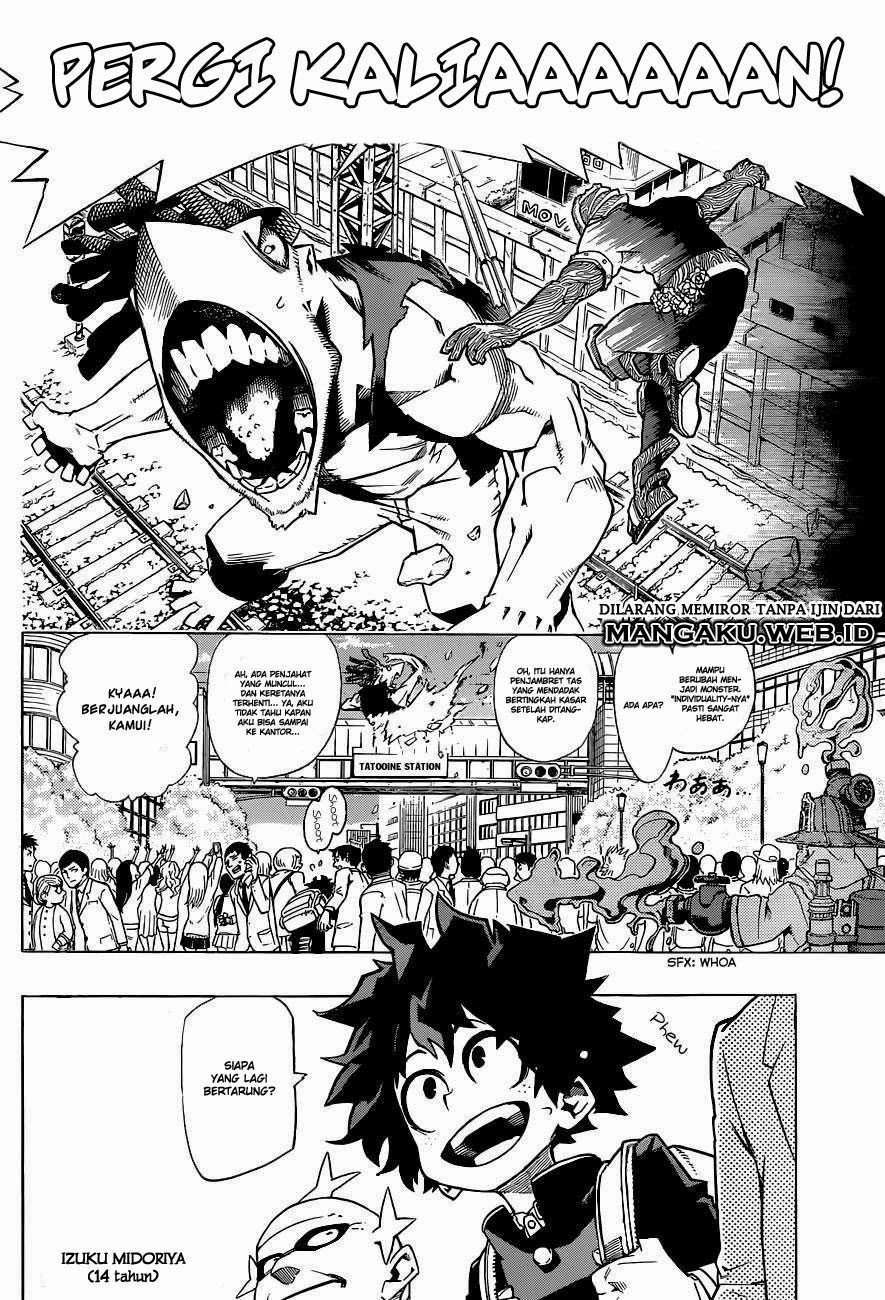 PERGI KALIAAAAAAAN!
MOV
DILARANG MEMIROR TANPA IJIN DARI
MANGAKU.WEB.ID
KYAAA!
BERJUANGLAH,
KAMUI!
AH, ADA PENJAHAT
YANG MUNCUL...
DAN KERETANYA
TERHENTI... YA, AKU
TIDAK TAHU KAPAN
AKU BISA SAMPAI
KE KANTOR...
OH, ITU HANYA
PENJAMBRET TAS
YANG MENDADAK
BERTINGKAH KASAR
SETELAH DITANG-
KAP.
ADA APA?
MAMPU
BERUBAH MEN-
JADI MONSTER.
"INDIVIDUALITY-NYA"
PASTI SANGAT
HEBAT.
TATOOINE STATION
わあぁ
Scoot
Scoot
SFX: WHOA
SIAPA
YANG LAGI
BERTARUNG?
Phew
IZUKU MIDORIYA
(14 tahun)